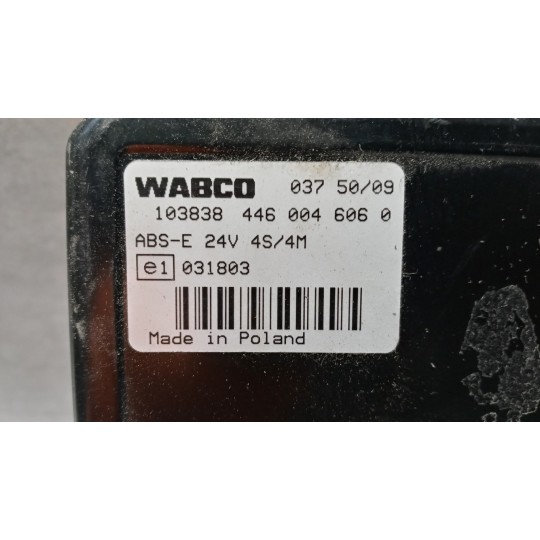 WABCO 037 50/09
103838 446 004 606 0
ABS-E 24V 4S/4M
e1 031803
Made in Poland